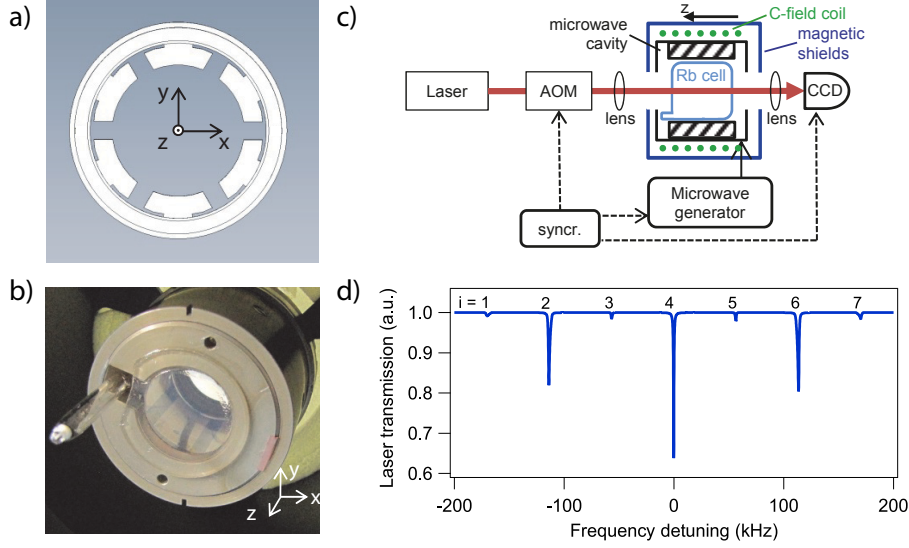 a)
y
x
z
b)
y
x
z
c)
z
C-field coil
microwave
cavity
magnetic
shields
Rb cell
Laser
AOM
CCD
lens
lens
Microwave
generator
syncr.
d)
i = 1 2 3 4 5 6 7
Laser transmission (a.u.)
1.0
0.9
0.8
0.7
0.6
-200 -100 0 100 200
Frequency detuning (kHz)